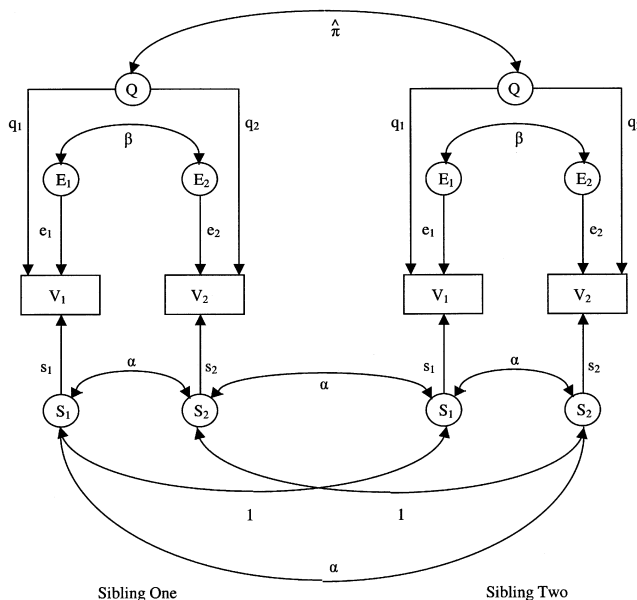 π̂
Q Q
q₁ q₂ q₁ q
β β
E₁ E₂ E₁ E₂
e₁ e₂ e₁ e₂
V₁ V₂ V₁ V₂
s₁ s₂ s₁ s₂
α α α
S₁ S₂ S₁ S₂
1 1
α
Sibling One Sibling Two